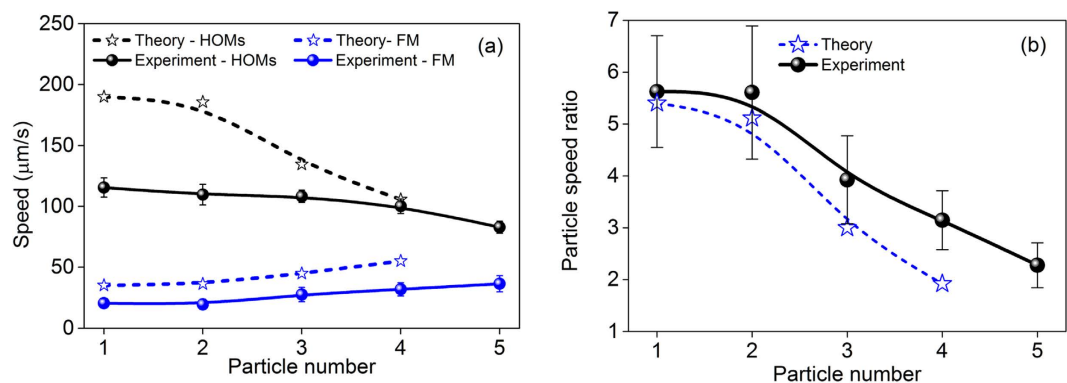 250
200
150
100
50
0
Speed (μm/s)
Theory - HOMs
Experiment - HOMs
Theory- FM
Experiment - FM
(a)
1 2 3 4 5
Particle number
7
6
5
4
3
2
1
Particle speed ratio
Theory
Experiment
(b)
1 2 3 4 5
Particle number